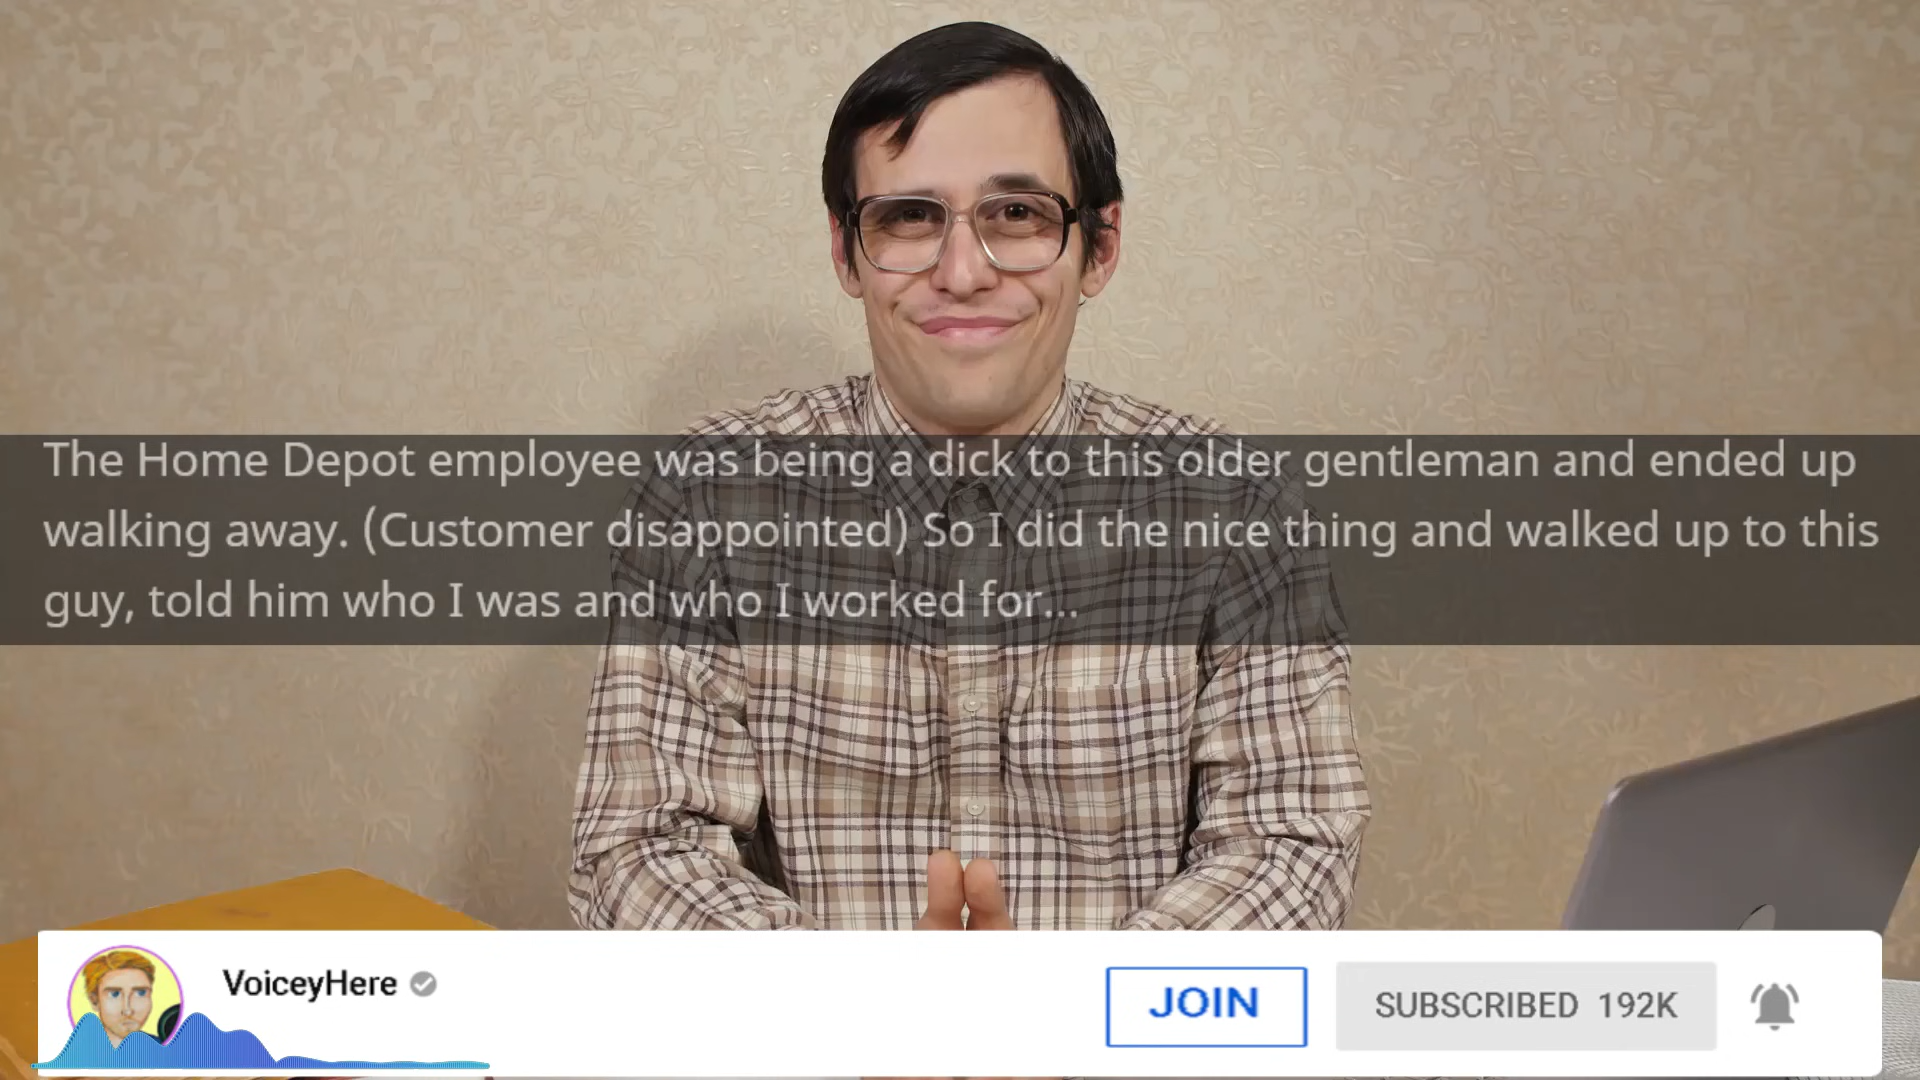 The Home Depot employee was being a dick to this older gentleman and ended up
walking away. (Customer disappointed) So I did the nice thing and walked up to this
guy, told him who I was and who I worked for...
VoiceyHere
JOIN
SUBSCRIBED 192K